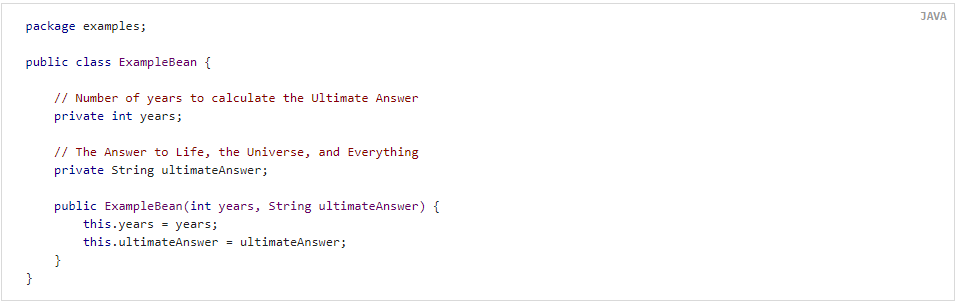 JAVA
package examples;
public class ExampleBean {
// Number of years to calculate the Ultimate Answer
private int years;
// The Answer to Life, the Universe, and Everything
private String ultimateAnswer;
public ExampleBean(int years, String ultimateAnswer) {
this.years = years;
this.ultimateAnswer = ultimateAnswer;
}
}